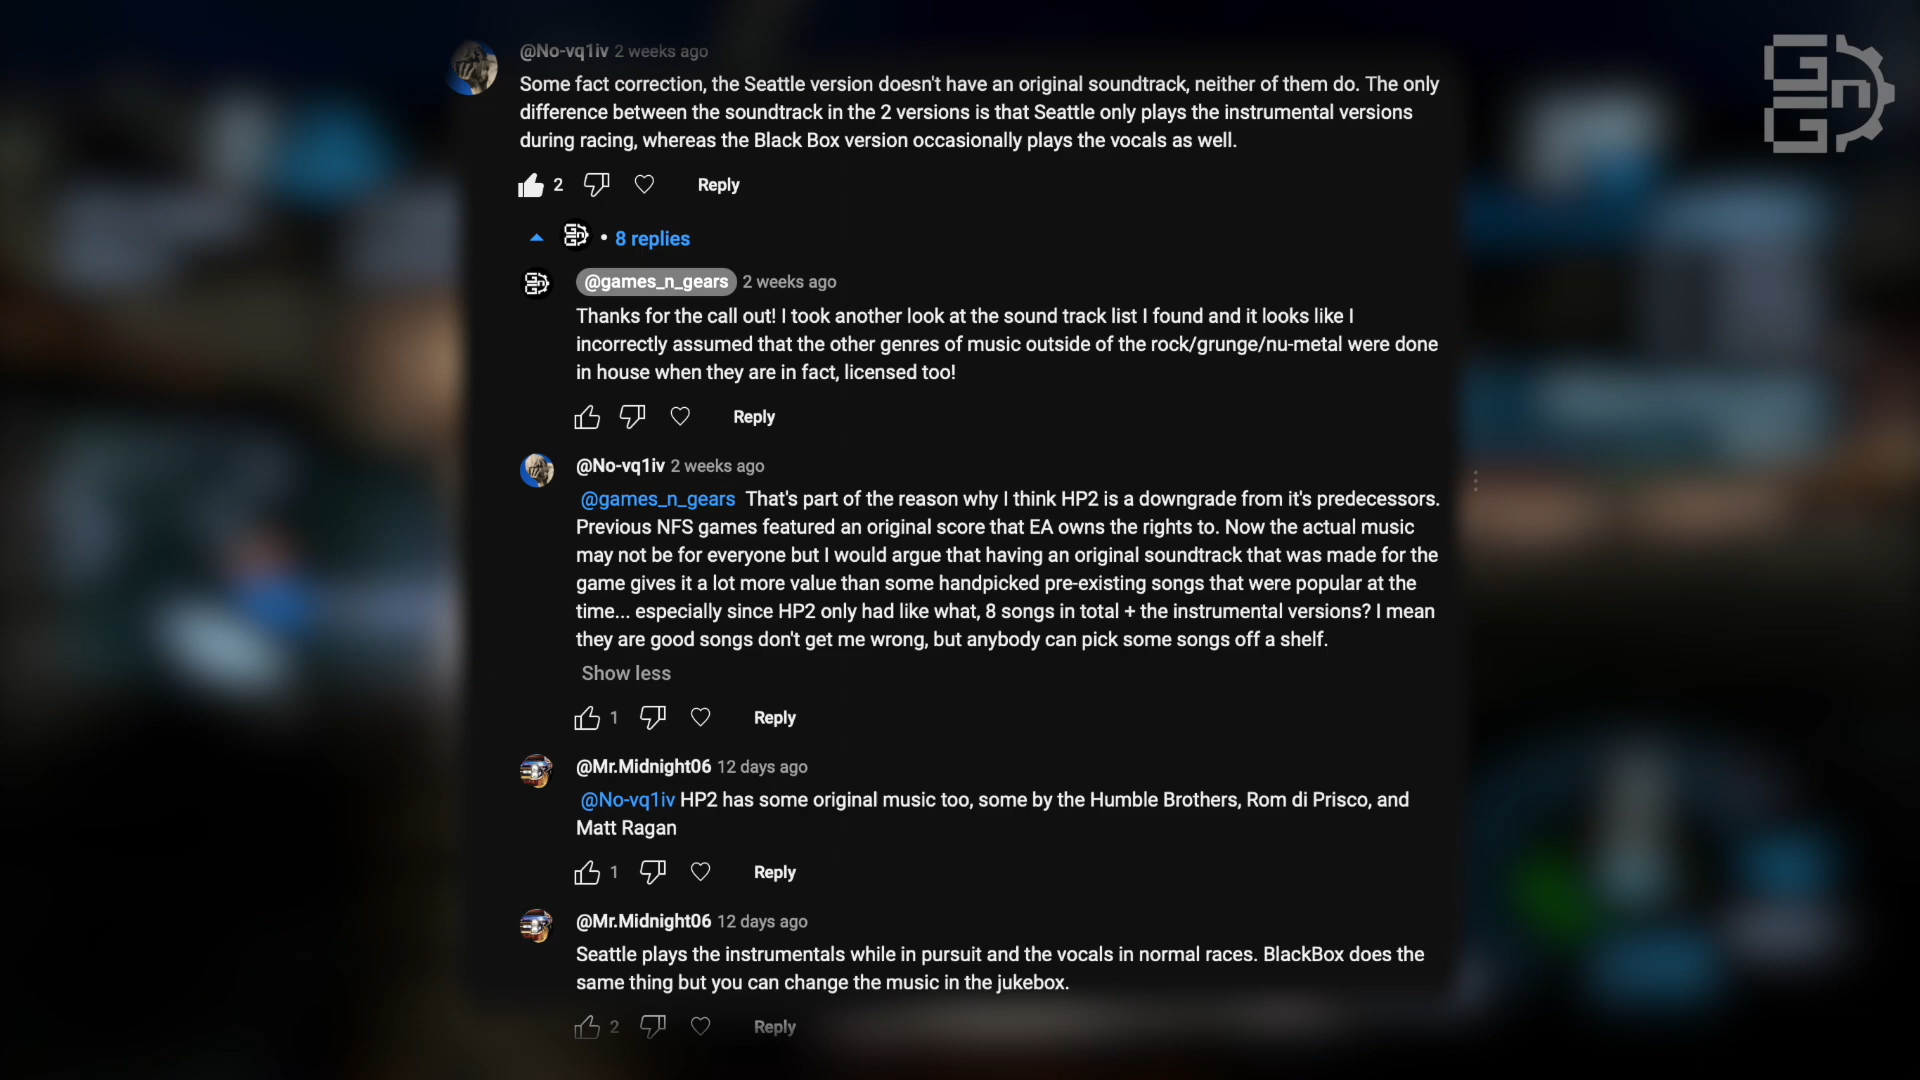 @No-vq1iv 2 weeks ago
Some fact correction, the Seattle version doesn't have an original soundtrack, neither of them do. The only
difference between the soundtrack in the 2 versions is that Seattle only plays the instrumental versions
during racing, whereas the Black Box version occasionally plays the vocals as well.
2 Reply
• 8 replies
@games_n_gears 2 weeks ago
Thanks for the call out! I took another look at the sound track list I found and it looks like I
incorrectly assumed that the other genres of music outside of the rock/grunge/nu-metal were done
in house when they are in fact, licensed too!
Reply
@No-vq1iv 2 weeks ago
@games_n_gears That's part of the reason why I think HP2 is a downgrade from it's predecessors.
Previous NFS games featured an original score that EA owns the rights to. Now the actual music
may not be for everyone but I would argue that having an original soundtrack that was made for the
game gives it a lot more value than some handpicked pre-existing songs that were popular at the
time... especially since HP2 only had like what, 8 songs in total + the instrumental versions? I mean
they are good songs don't get me wrong, but anybody can pick some songs off a shelf.
Show less
1 Reply
@Mr.Midnight06 12 days ago
@No-vq1iv HP2 has some original music too, some by the Humble Brothers, Rom di Prisco, and
Matt Ragan
1 Reply
@Mr.Midnight06 12 days ago
Seattle plays the instrumentals while in pursuit and the vocals in normal races. BlackBox does the
same thing but you can change the music in the jukebox.
2 Reply
GnG